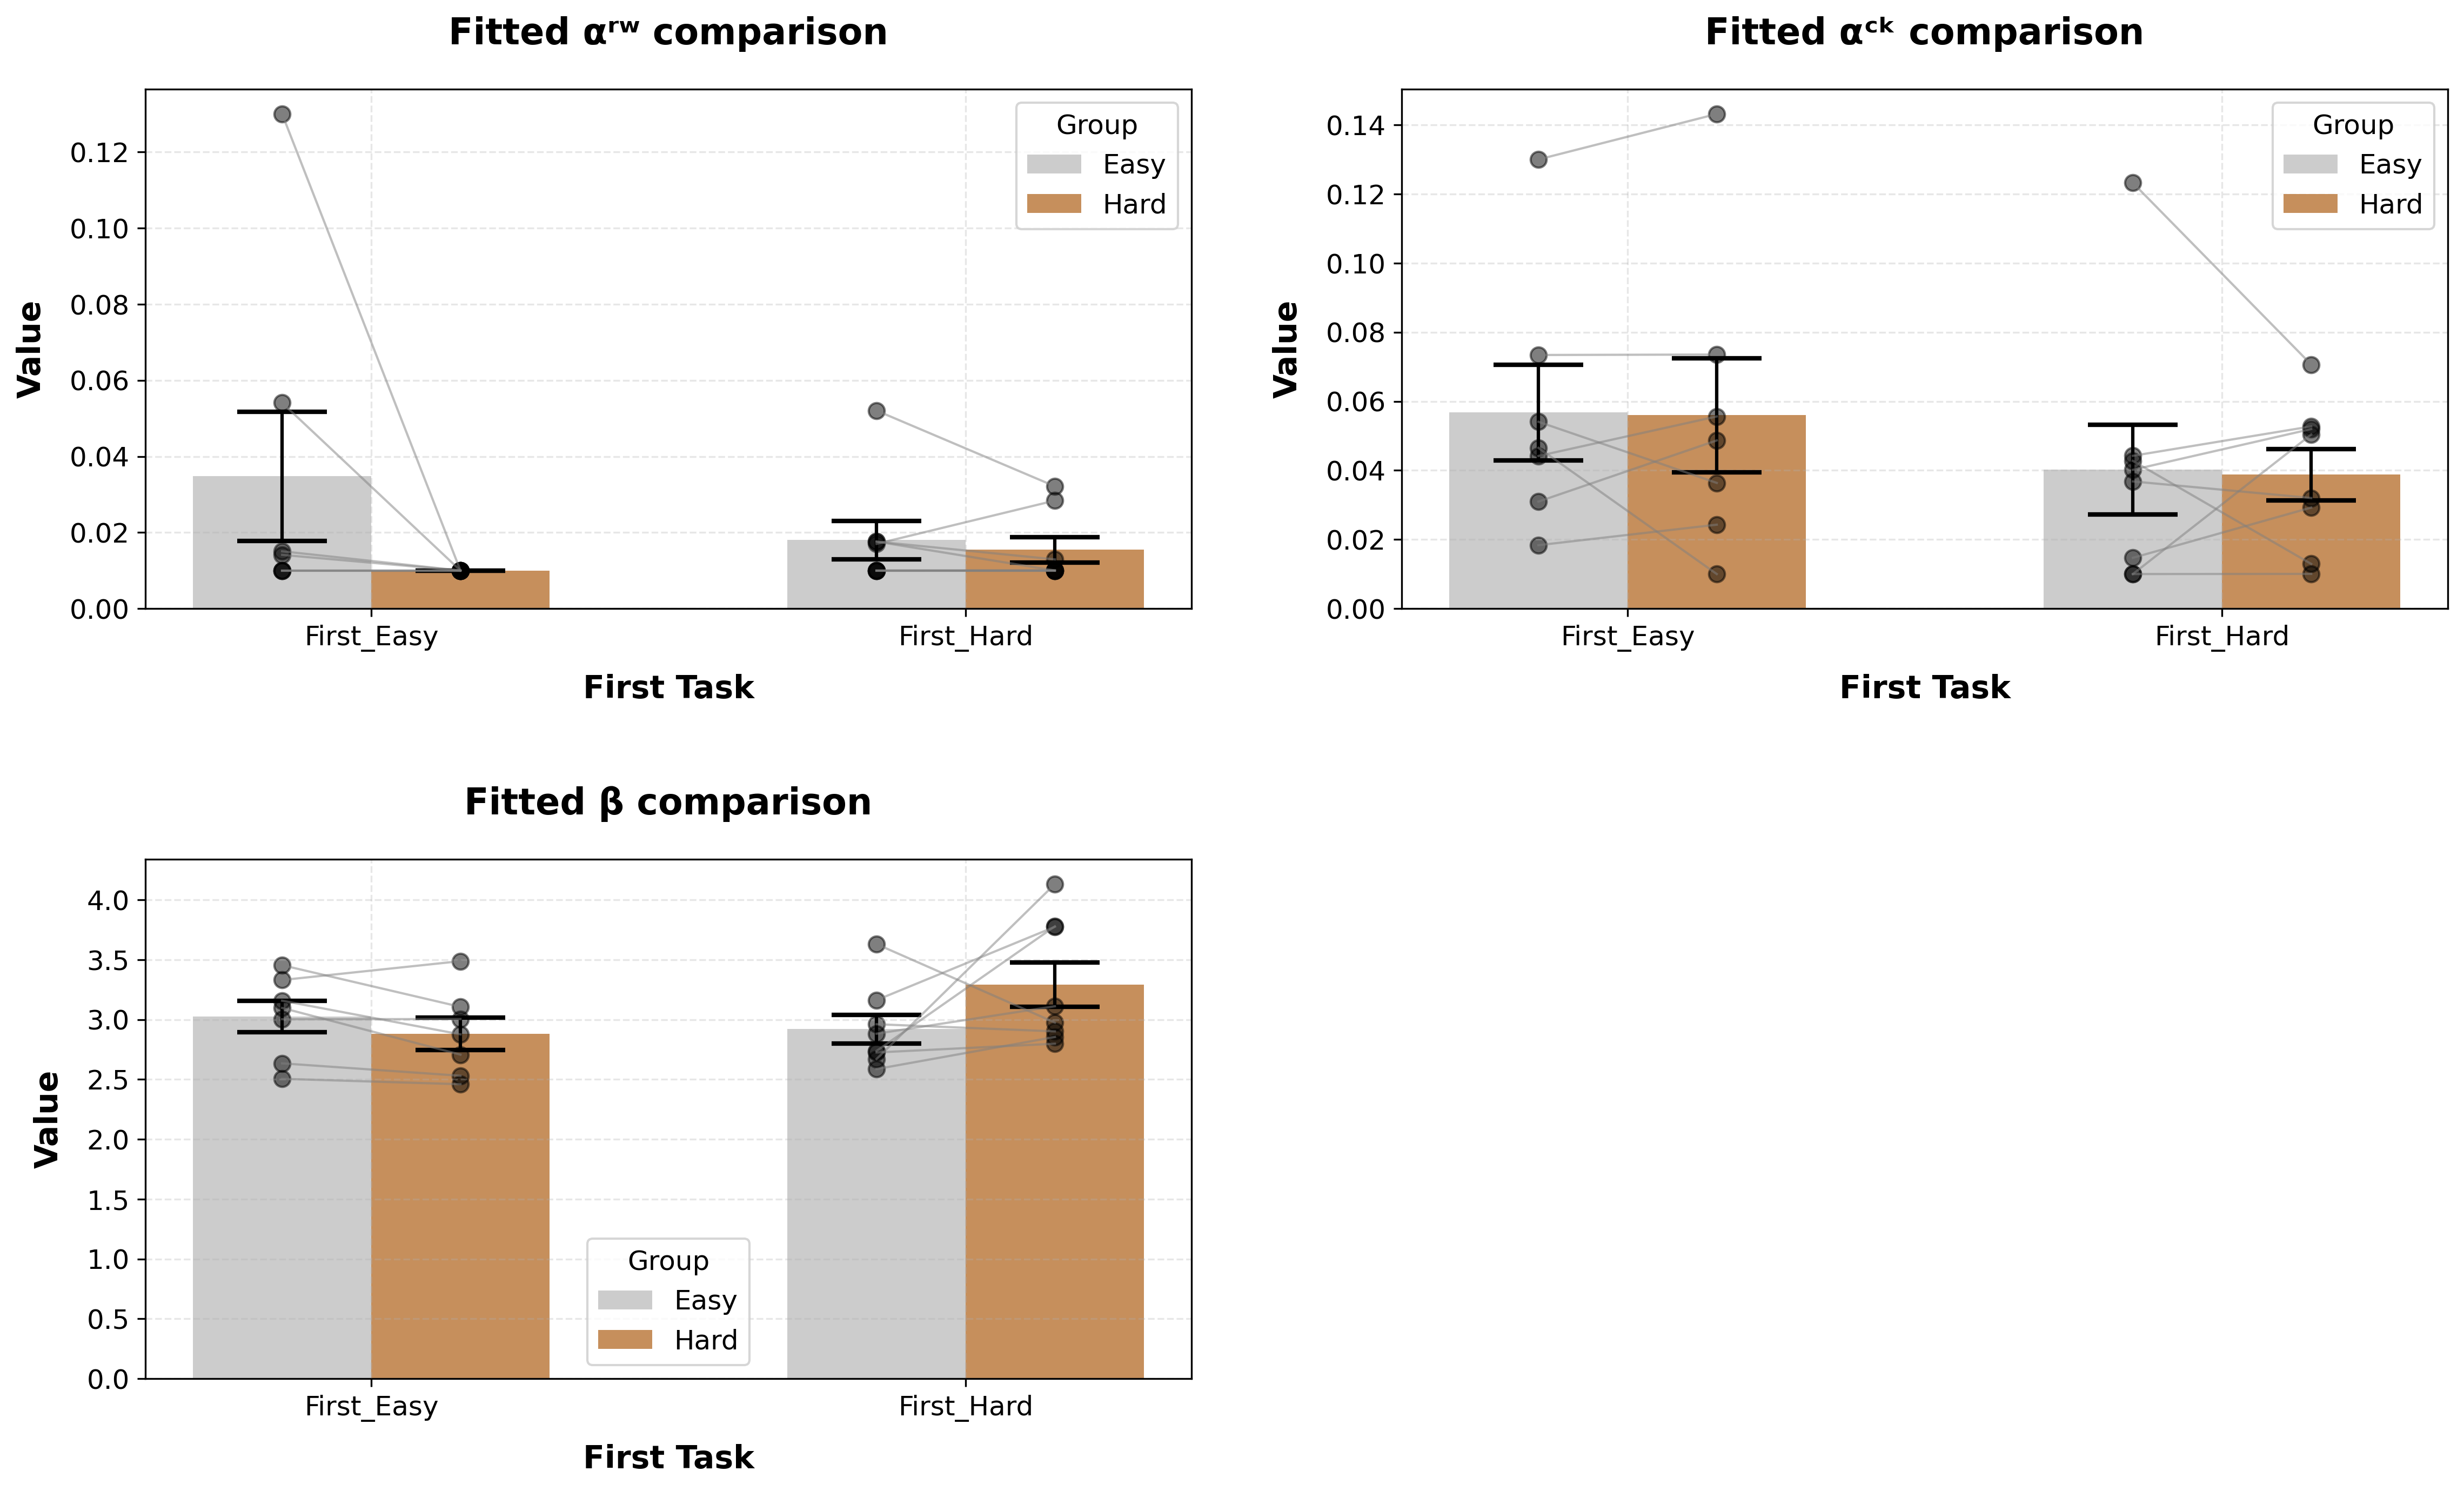 Fitted αʳʷ comparison
Value
0.12
0.10
0.08
0.06
0.04
0.02
0.00
Group
Easy
Hard
First_Easy
First_Hard
First Task
Fitted αᶜᵏ comparison
Value
0.14
0.12
0.10
0.08
0.06
0.04
0.02
0.00
Group
Easy
Hard
First_Easy
First_Hard
First Task
Fitted β comparison
Value
4.0
3.5
3.0
2.5
2.0
1.5
1.0
0.5
0.0
Group
Easy
Hard
First_Easy
First_Hard
First Task